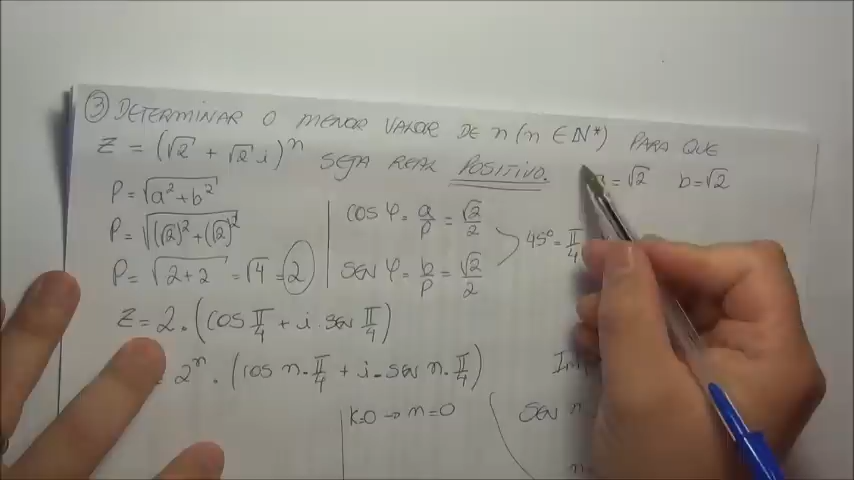 ③ DETERMINAR O MENOR VALOR DE n (n ∈ N*) PARA QUE
Z = (√2 + √2 i)^n SEJA REAL POSITIVO.
= √2 b = √2
P = √a² + b²
P = √(√2)² + (√2)²
P = √2 + 2 = √4 = 2
COS φ = a/P = √2/2
SEN φ = b/P = √2/2
45° = π/4
Z = 2 . (COS π/4 + i . SEN π/4)
= 2^n . (COS n . π/4 + i . SEN n . π/4)
K=0 → n=0
SEN n